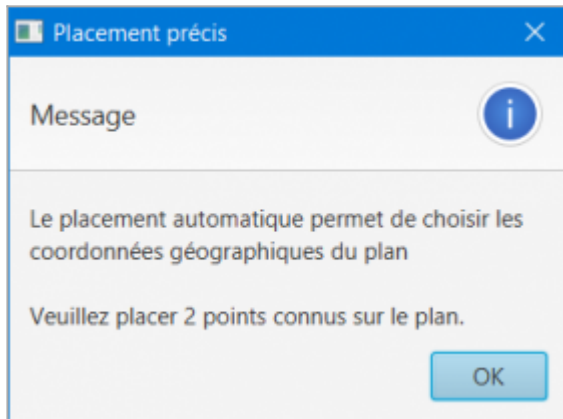 Placement précis
Message
Le placement automatique permet de choisir les
coordonnées géographiques du plan
Veuillez placer 2 points connus sur le plan.
OK